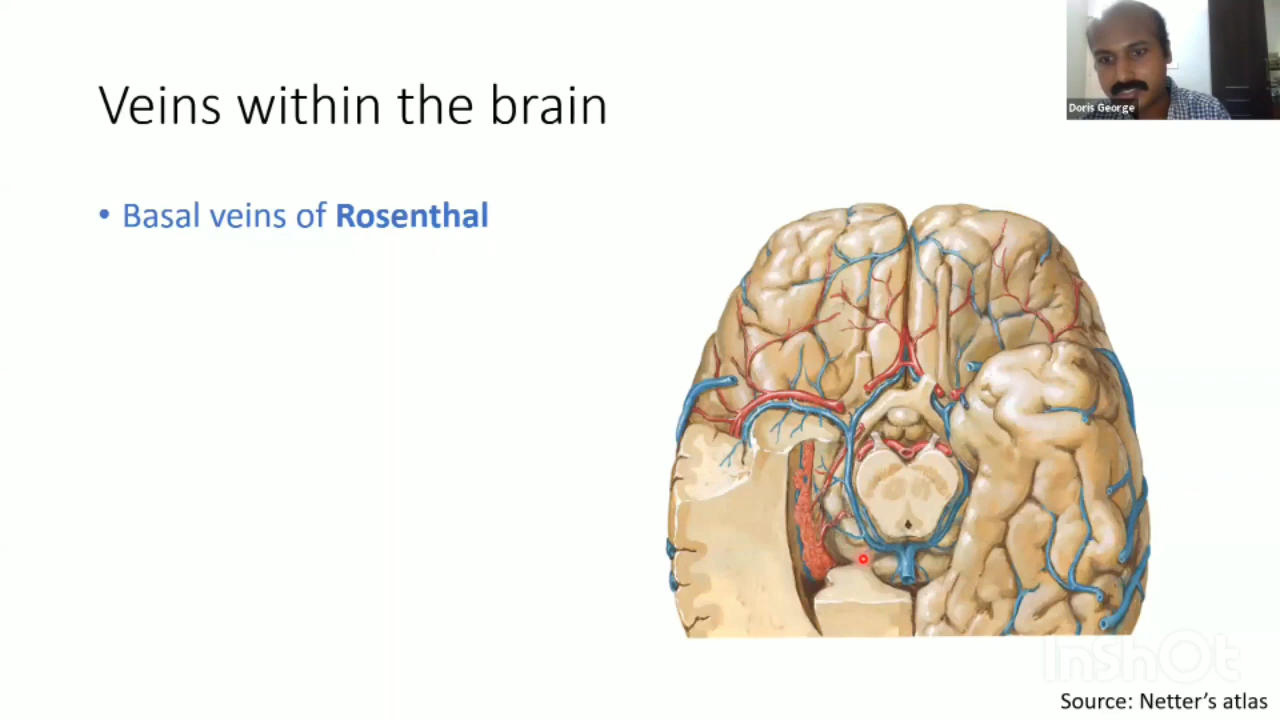 Veins within the brain
Doris George
• Basal veins of Rosenthal
InShOt
Source: Netter's atlas